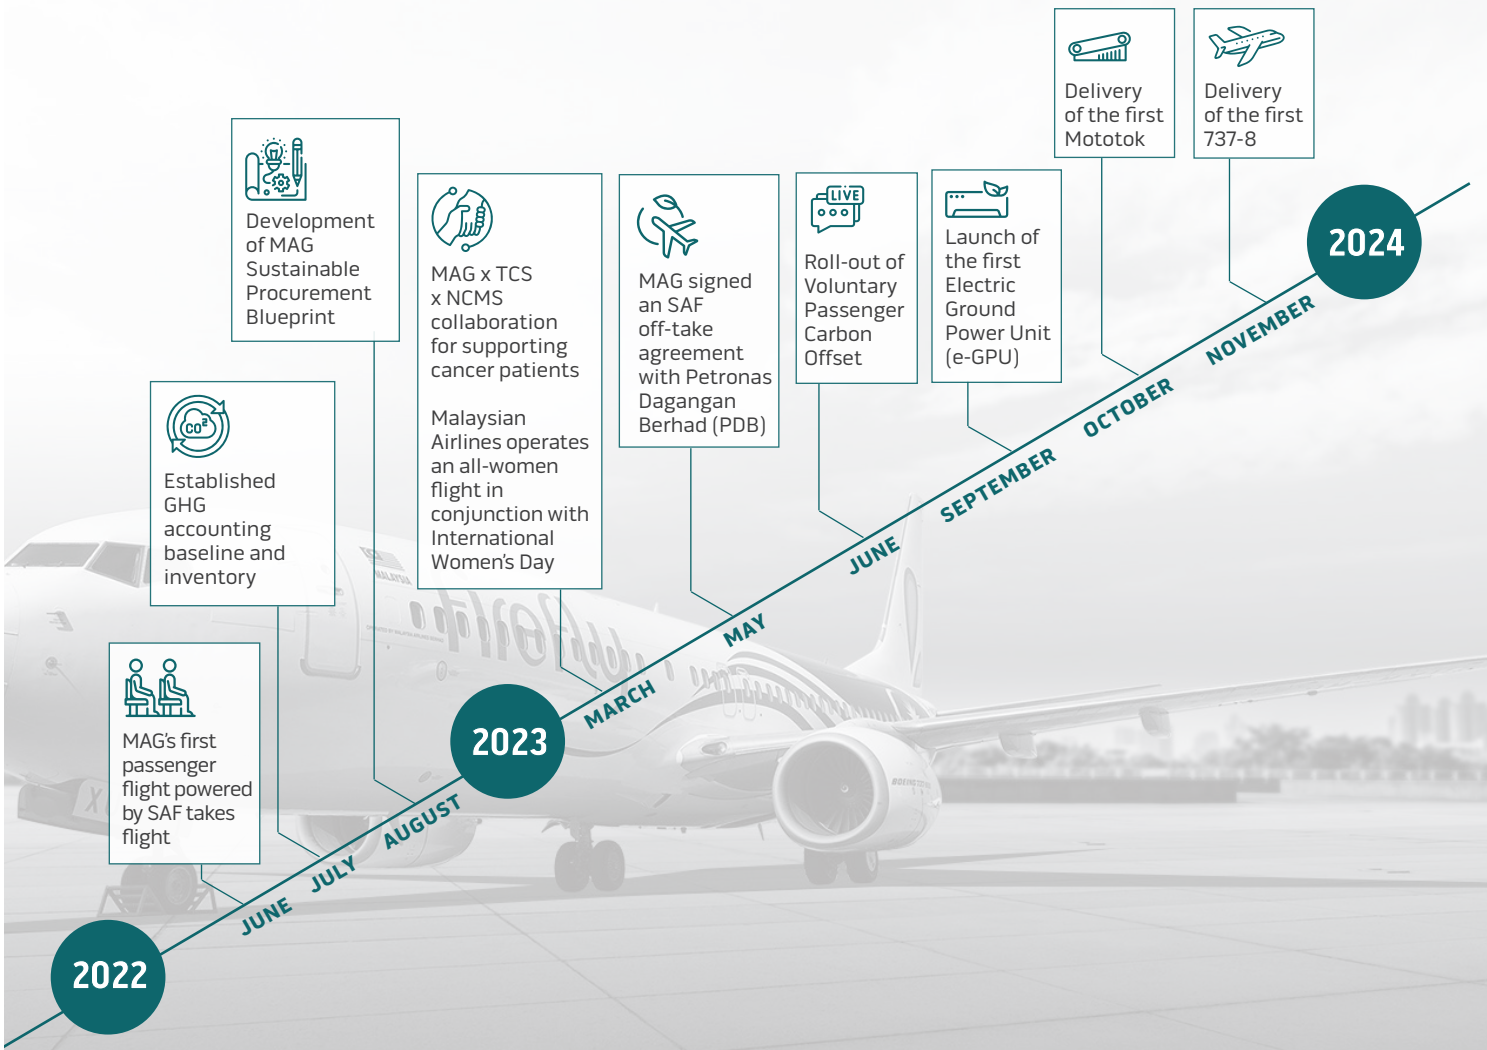 Delivery
of the first
Mototok
Delivery
of the first
737-8
Development
of MAG
Sustainable
Procurement
Blueprint
MAG x TCS
x NCMS
collaboration
for supporting
cancer patients
Malaysian
Airlines operates
an all-women
flight in
conjunction with
International
Women's Day
MAG signed
an SAF
off-take
agreement
with Petronas
Dagangan
Berhad (PDB)
LIVE
Roll-out of
Voluntary
Passenger
Carbon
Offset
Launch of
the first
Electric
Ground
Power Unit
(e-GPU)
2024
NOVEMBER
OCTOBER
SEPTEMBER
JUNE
MAY
MARCH
2023
CO²
Established
GHG
accounting
baseline and
inventory
MAG's first
passenger
flight powered
by SAF takes
flight
AUGUST
JULY
JUNE
2022
MALAYSIA